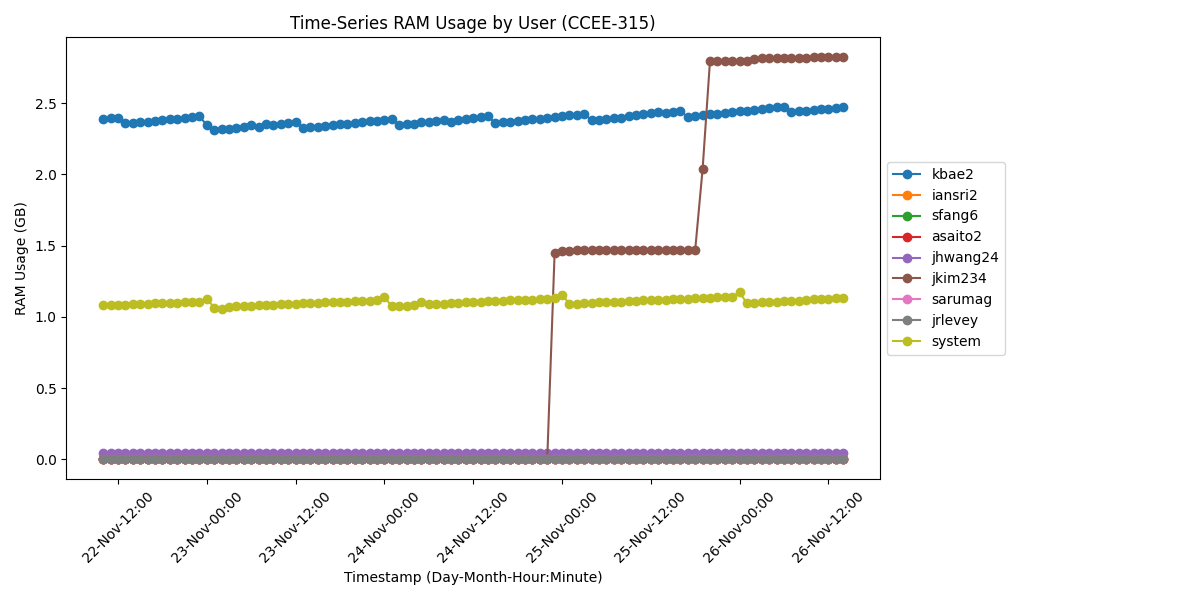 Time-Series RAM Usage by User (CCEE-315)
RAM Usage (GB)
2.5
2.0
1.5
1.0
0.5
0.0
22-Nov-12:00
23-Nov-00:00
23-Nov-12:00
24-Nov-00:00
24-Nov-12:00
25-Nov-00:00
25-Nov-12:00
26-Nov-00:00
26-Nov-12:00
Timestamp (Day-Month-Hour:Minute)
kbae2
iansri2
sfang6
asaito2
jhwang24
jkim234
sarumag
jrlevey
system